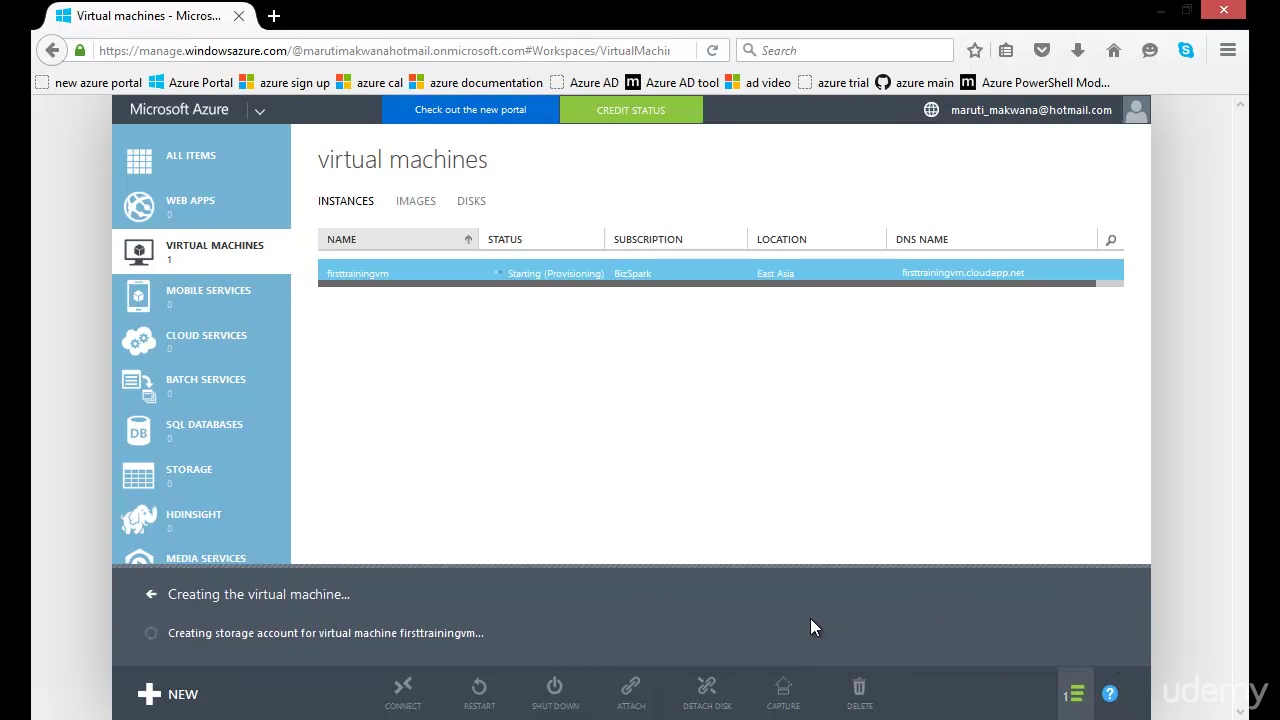 Virtual machines - Micros...
https://manage.windowsazure.com/@marutimakwanahotmail.onmicrosoft.com#Workspaces/VirtualMachir
Search
new azure portal
Azure Portal
azure sign up
azure cal
azure documentation
Azure AD
Azure AD tool
ad video
azure trial
azure main
Azure PowerShell Mod...
Microsoft Azure
Check out the new portal
CREDIT STATUS
maruti_makwana@hotmail.com
ALL ITEMS
WEB APPS
0
VIRTUAL MACHINES
1
MOBILE SERVICES
0
CLOUD SERVICES
0
BATCH SERVICES
0
SQL DATABASES
0
DB
STORAGE
0
HDINSIGHT
0
MEDIA SERVICES
virtual machines
INSTANCES IMAGES DISKS
NAME STATUS SUBSCRIPTION LOCATION DNS NAME
firsttrainingvm Starting (Provisioning) BizSpark East Asia firsttrainingvm.cloudapp.net
Creating the virtual machine...
Creating storage account for virtual machine firsttrainingvm...
NEW
CONNECT
RESTART
SHUT DOWN
ATTACH
DETACH DISK
CAPTURE
DELETE
1
?
udemy